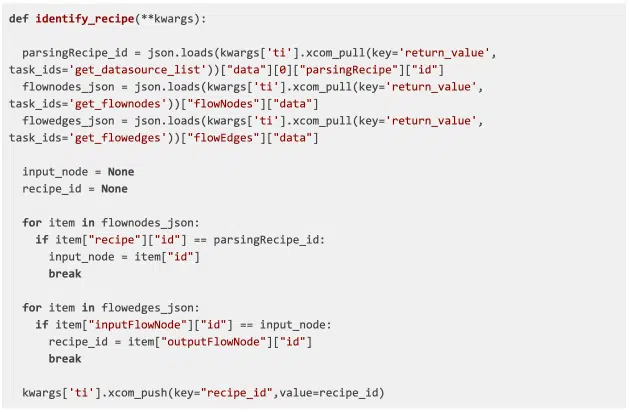 def identify_recipe(**kwargs):
parsingRecipe_id = json.loads(kwargs['ti'].xcom_pull(key='return_value',
task_ids='get_datasource_list'))["data"][0]["parsingRecipe"]["id"]
flownodes_json = json.loads(kwargs['ti'].xcom_pull(key='return_value',
task_ids='get_flownodes'))["flowNodes"]["data"]
flowedges_json = json.loads(kwargs['ti'].xcom_pull(key='return_value',
task_ids='get_flowedges'))["flowEdges"]["data"]
input_node = None
recipe_id = None
for item in flownodes_json:
if item["recipe"]["id"] == parsingRecipe_id:
input_node = item["id"]
break
for item in flowedges_json:
if item["inputFlowNode"]["id"] == input_node:
recipe_id = item["outputFlowNode"]["id"]
break
kwargs['ti'].xcom_push(key="recipe_id",value=recipe_id)